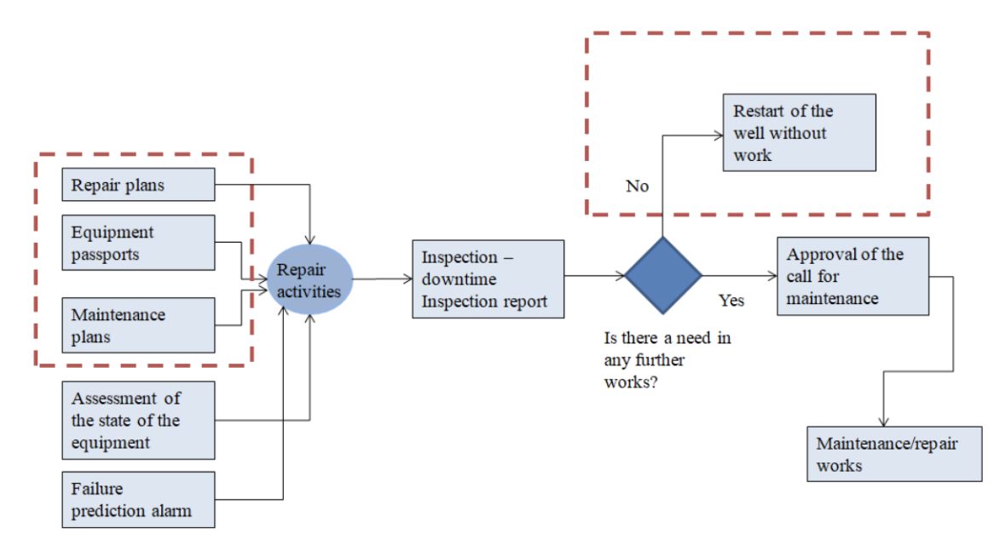 Repair plans
Equipment
passports
Maintenance
plans
Assessment of
the state of the
equipment
Failure
prediction alarm
Repair
activities
Inspection –
downtime
Inspection report
Is there a need in
any further
works?
No
Restart of the
well without
work
Yes
Approval of the
call for
maintenance
Maintenance/repair
works